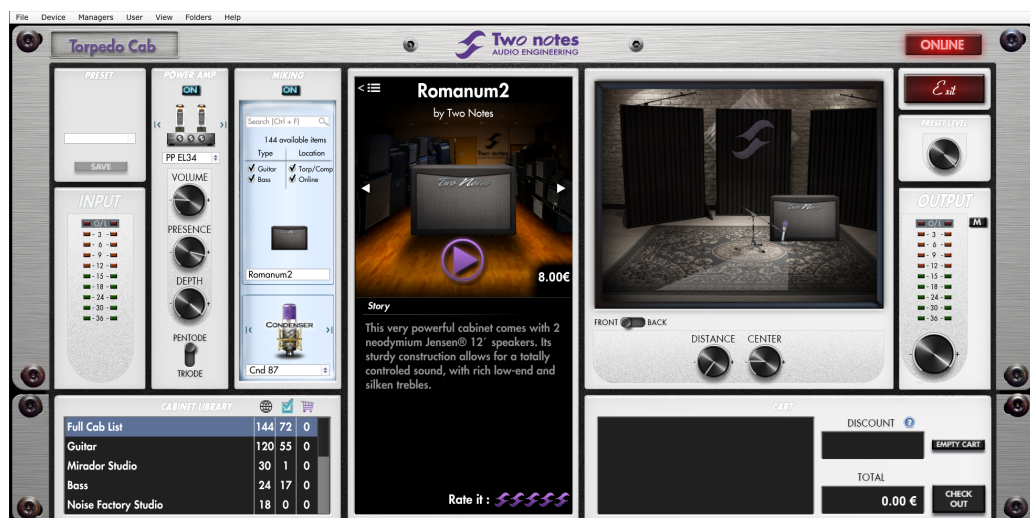 File Device Managers User View Folders Help
Torpedo Cab
Two notes
AUDIO ENGINEERING
ONLINE
PRESET
SAVE
INPUT
O/L
- 3 -
- 6 -
- 9 -
-12 -
-15 -
-18 -
-24 -
-30 -
-36 -
POWER AMP
ON
PP EL34
VOLUME
PRESENCE
DEPTH
PENTODE
TRIODE
MIKING
ON
Search (Ctrl + F)
144 available items
Type Location
Guitar Torp/Comp
Bass Online
Romanum2
CONDENSER
Cnd 87
Romanum2
by Two Notes
Two Notes
8.00€
Story
This very powerful cabinet comes with 2
neodymium Jensen® 12˝ speakers. Its
sturdy construction allows for a totally
controled sound, with rich low-end and
silken trebles.
Rate it :
Two Notes
FRONT BACK
DISTANCE CENTER
Exit
PRESET LEVEL
OUTPUT
O/L M
- 3 -
- 6 -
- 9 -
-12 -
-15 -
-18 -
-24 -
-30 -
-36 -
CABINET LIBRARY
Full Cab List 144 72 0
Guitar 120 55 0
Mirador Studio 30 1 0
Bass 24 17 0
Noise Factory Studio 18 0 0
CART
DISCOUNT ?
EMPTY CART
TOTAL
0.00 €
CHECK
OUT